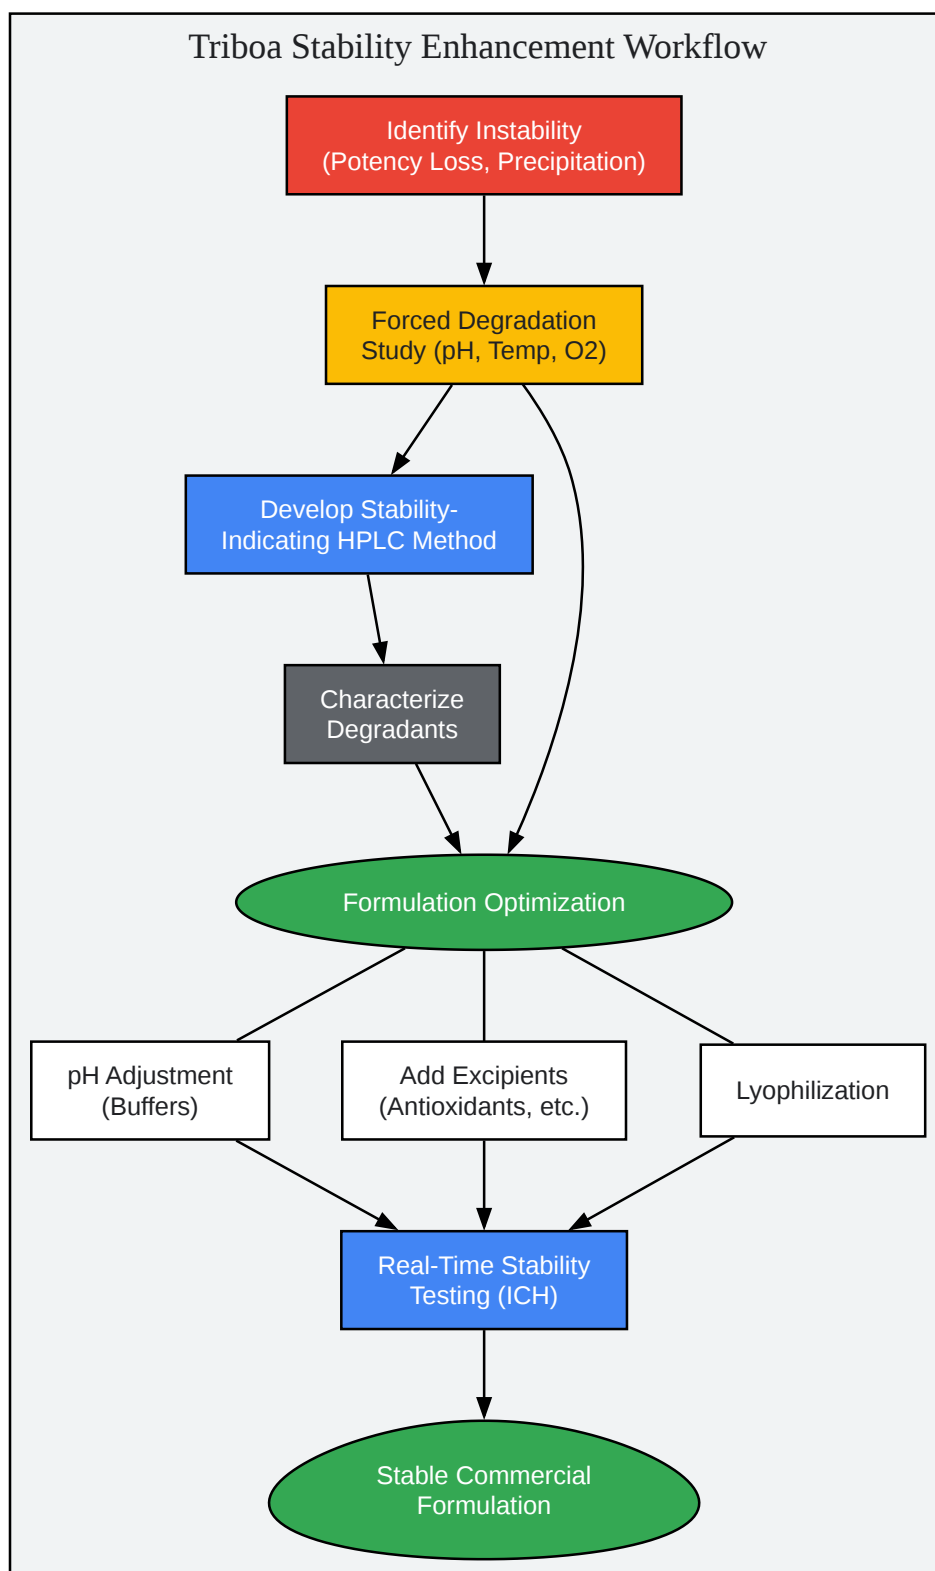 Triboa Stability Enhancement Workflow
Identify Instability
(Potency Loss, Precipitation)
Forced Degradation
Study (pH, Temp, O2)
Develop Stability-
Indicating HPLC Method
Characterize
Degradants
Formulation Optimization
pH Adjustment
(Buffers)
Add Excipients
(Antioxidants, etc.)
Lyophilization
Real-Time Stability
Testing (ICH)
Stable Commercial
Formulation